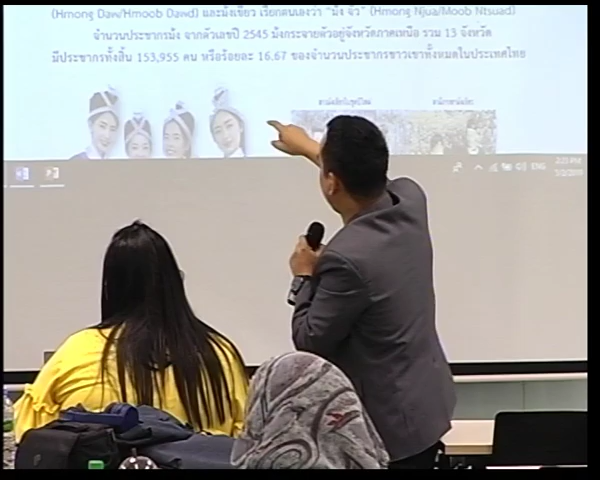 (Hmong Daw/Hmoob Dawd) และม้งเขียว เรียกตนเองว่า "ม้ง จั๊ว" (Hmong Njua/Moob Ntsuad)
จำนวนประชากรม้ง จากตัวเลขปี 2545 ม้งกระจายตัวอยู่จังหวัดภาคเหนือ รวม 13 จังหวัด
มีประชากรทั้งสิ้น 153,955 คน หรือร้อยละ 16.67 ของจำนวนประชากรชาวเขาทั้งหมดในประเทศไทย
ENG